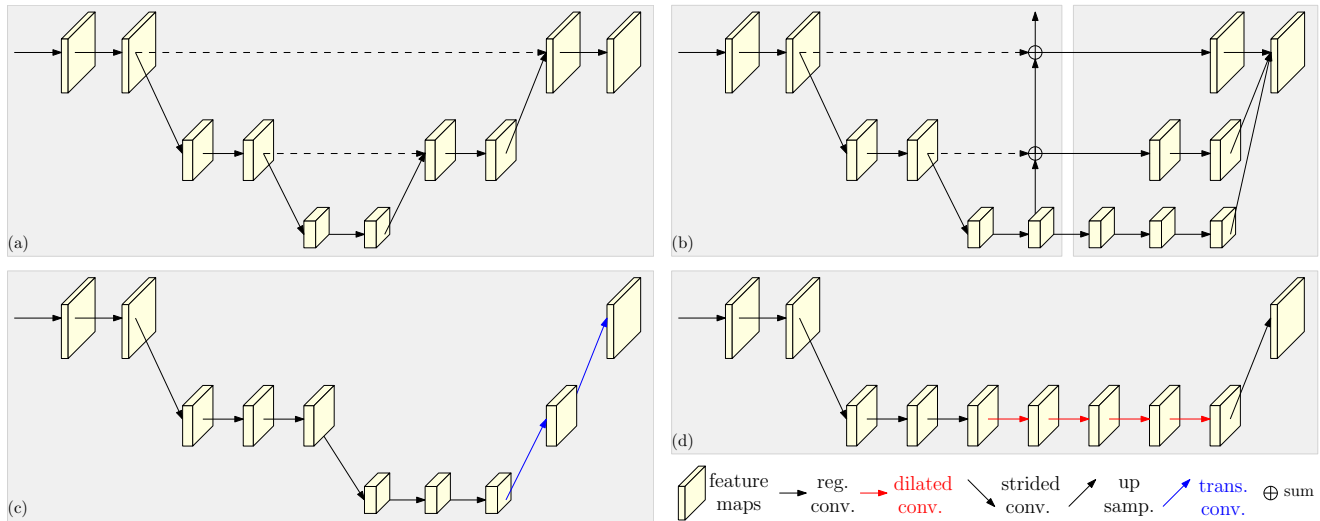 (a)
(b)
(c)
(d)
feature
maps
reg.
conv.
dilated
conv.
strided
conv.
up
samp.
trans.
conv.
sum